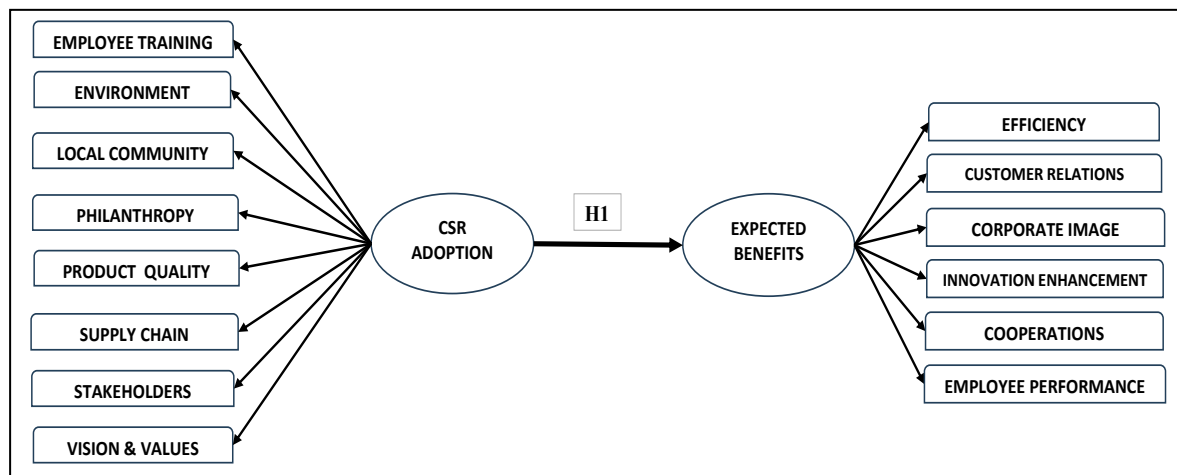 EMPLOYEE TRAINING
ENVIRONMENT
LOCAL COMMUNITY
PHILANTHROPY
PRODUCT QUALITY
SUPPLY CHAIN
STAKEHOLDERS
VISION & VALUES
CSR
ADOPTION
H1
EXPECTED
BENEFITS
EFFICIENCY
CUSTOMER RELATIONS
CORPORATE IMAGE
INNOVATION ENHANCEMENT
COOPERATIONS
EMPLOYEE PERFORMANCE